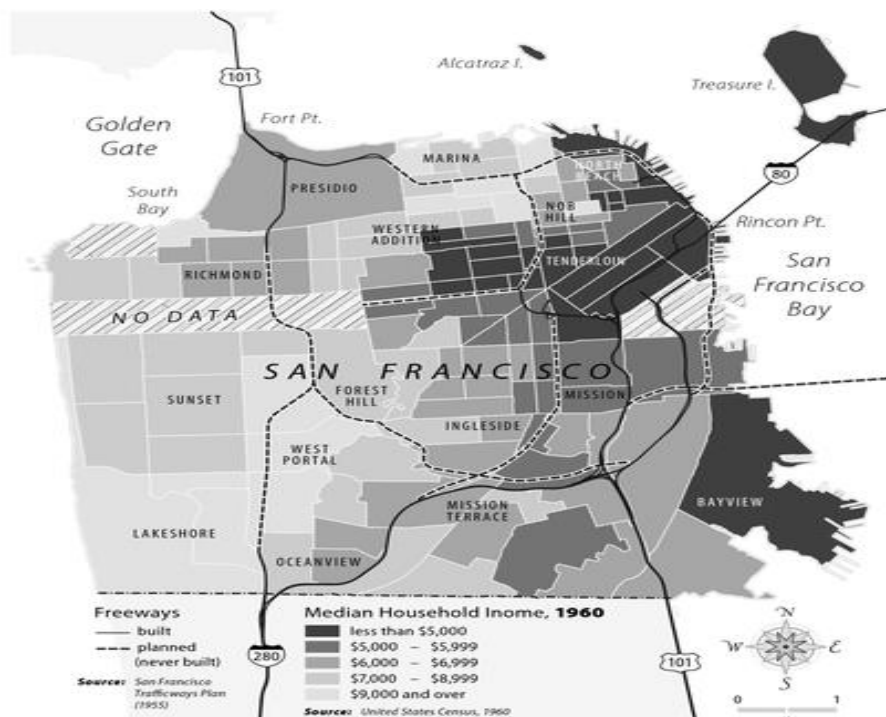 Alcatraz I.
Treasure I.
101
Golden
Gate
Fort Pt.
MARINA
NORTH
BEACH
80
South
Bay
PRESIDIO
NOB
HILL
WESTERN
ADDITION
Rincon Pt.
RICHMOND
TENDERLOIN
San
Francisco
Bay
NO DATA
SAN FRANCISCO
SUNSET
FOREST
HILL
MISSION
INGLESIDE
WEST
PORTAL
BAYVIEW
LAKESHORE
MISSION
TERRACE
OCEANVIEW
Freeways
built
planned
(never built)
Source: San Francisco
Trafficways Plan
(1955)
280
Median Household Inome, 1960
less than $5,000
$5,000 – $5,999
$6,000 – $6,999
$7,000 – $8,999
$9,000 and over
Source: United States Census, 1960
101
N
W E
S
0 1